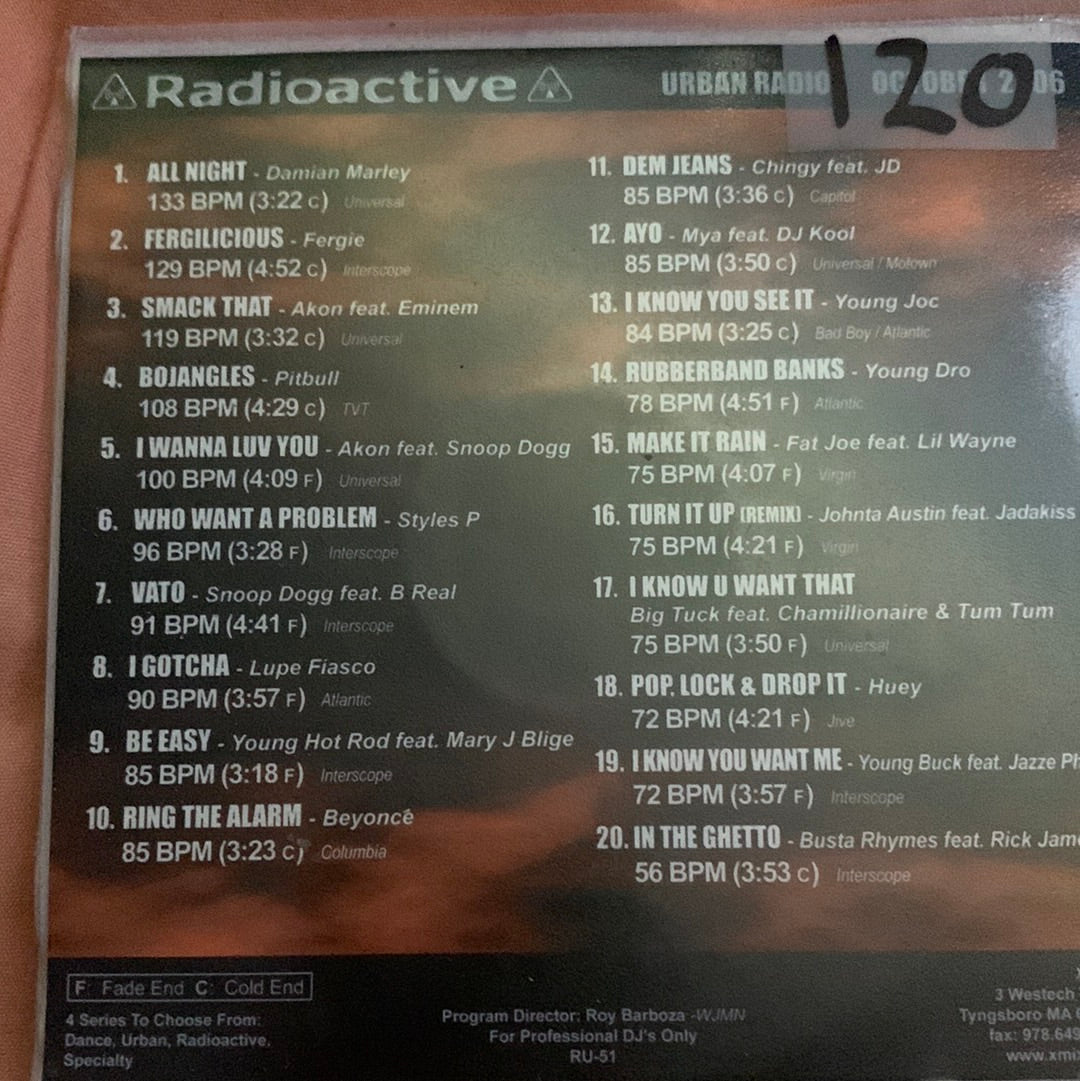 Radioactive
URBAN RADIO OCTOBER 2006
120
1. ALL NIGHT - Damian Marley
133 BPM (3:22 C) Universal
2. FERGILICIOUS - Fergie
129 BPM (4:52 C) Interscope
3. SMACK THAT - Akon feat. Eminem
119 BPM (3:32 C) Universal
4. BOJANGLES - Pitbull
108 BPM (4:29 C) TVT
5. I WANNA LUV YOU - Akon feat. Snoop Dogg
100 BPM (4:09 F) Universal
6. WHO WANT A PROBLEM - Styles P
96 BPM (3:28 F) Interscope
7. VATO - Snoop Dogg feat. B Real
91 BPM (4:41 F) Interscope
8. I GOTCHA - Lupe Fiasco
90 BPM (3:57 F) Atlantic
9. BE EASY - Young Hot Rod feat. Mary J Blige
85 BPM (3:18 F) Interscope
10. RING THE ALARM - Beyoncé
85 BPM (3:23 C) Columbia
11. DEM JEANS - Chingy feat. JD
85 BPM (3:36 C) Capitol
12. AYO - Mya feat. DJ Kool
85 BPM (3:50 C) Universal / Motown
13. I KNOW YOU SEE IT - Young Joc
84 BPM (3:25 C) Bad Boy / Atlantic
14. RUBBERBAND BANKS - Young Dro
78 BPM (4:51 F) Atlantic
15. MAKE IT RAIN - Fat Joe feat. Lil Wayne
75 BPM (4:07 F) Virgin
16. TURN IT UP (REMIX) - Johnta Austin feat. Jadakiss
75 BPM (4:21 F) Virgin
17. I KNOW U WANT THAT
Big Tuck feat. Chamillionaire & Tum Tum
75 BPM (3:50 F) Universal
18. POP, LOCK & DROP IT - Huey
72 BPM (4:21 F) Jive
19. I KNOW YOU WANT ME - Young Buck feat. Jazze Ph
72 BPM (3:57 F) Interscope
20. IN THE GHETTO - Busta Rhymes feat. Rick Jame
56 BPM (3:53 C) Interscope
F: Fade End C: Cold End
4 Series To Choose From:
Dance, Urban, Radioactive,
Specialty
Program Director: Roy Barboza -WJMN
For Professional DJ's Only
RU-51
3 Westech
Tyngsboro MA
fax: 978.649
www.xmi